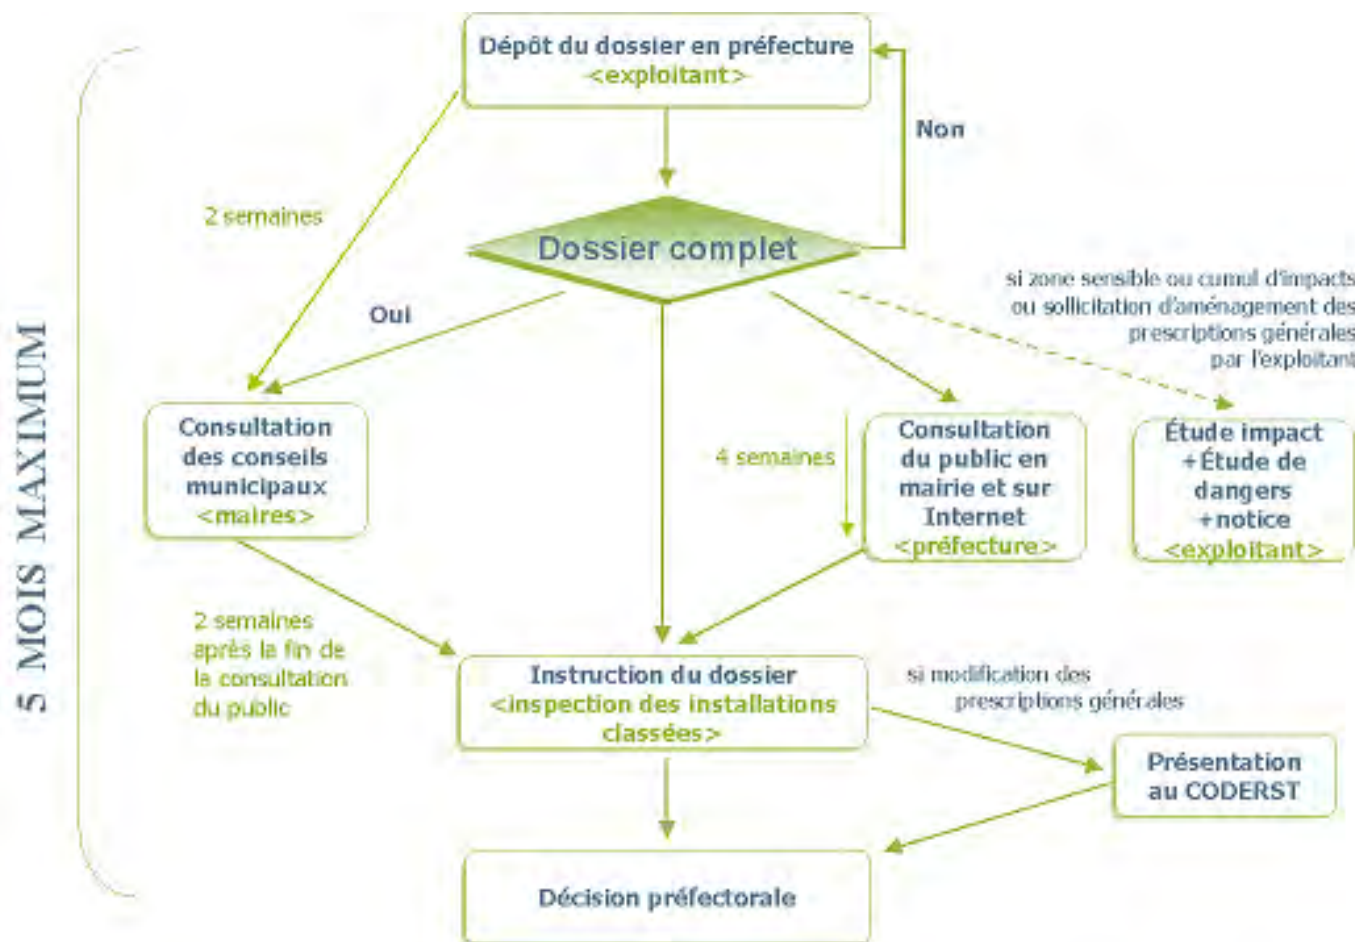 Dépôt du dossier en préfecture
<exploitant>
Non
2 semaines
Dossier complet
si zone sensible ou cumul d'impacts
ou sollicitation d'aménagement des
prescriptions générales
par l'exploitant
Oui
5 MOIS MAXIMUM
Consultation
des conseils
municipaux
<maires>
4 semaines
Consultation
du public en
mairie et sur
Internet
<préfecture>
Étude impact
+Étude de
dangers
+notice
<exploitant>
2 semaines
après la fin de
la consultation
du public
Instruction du dossier
<inspection des installations
classées>
si modification des
prescriptions générales
Présentation
au CODERST
Décision préfectorale